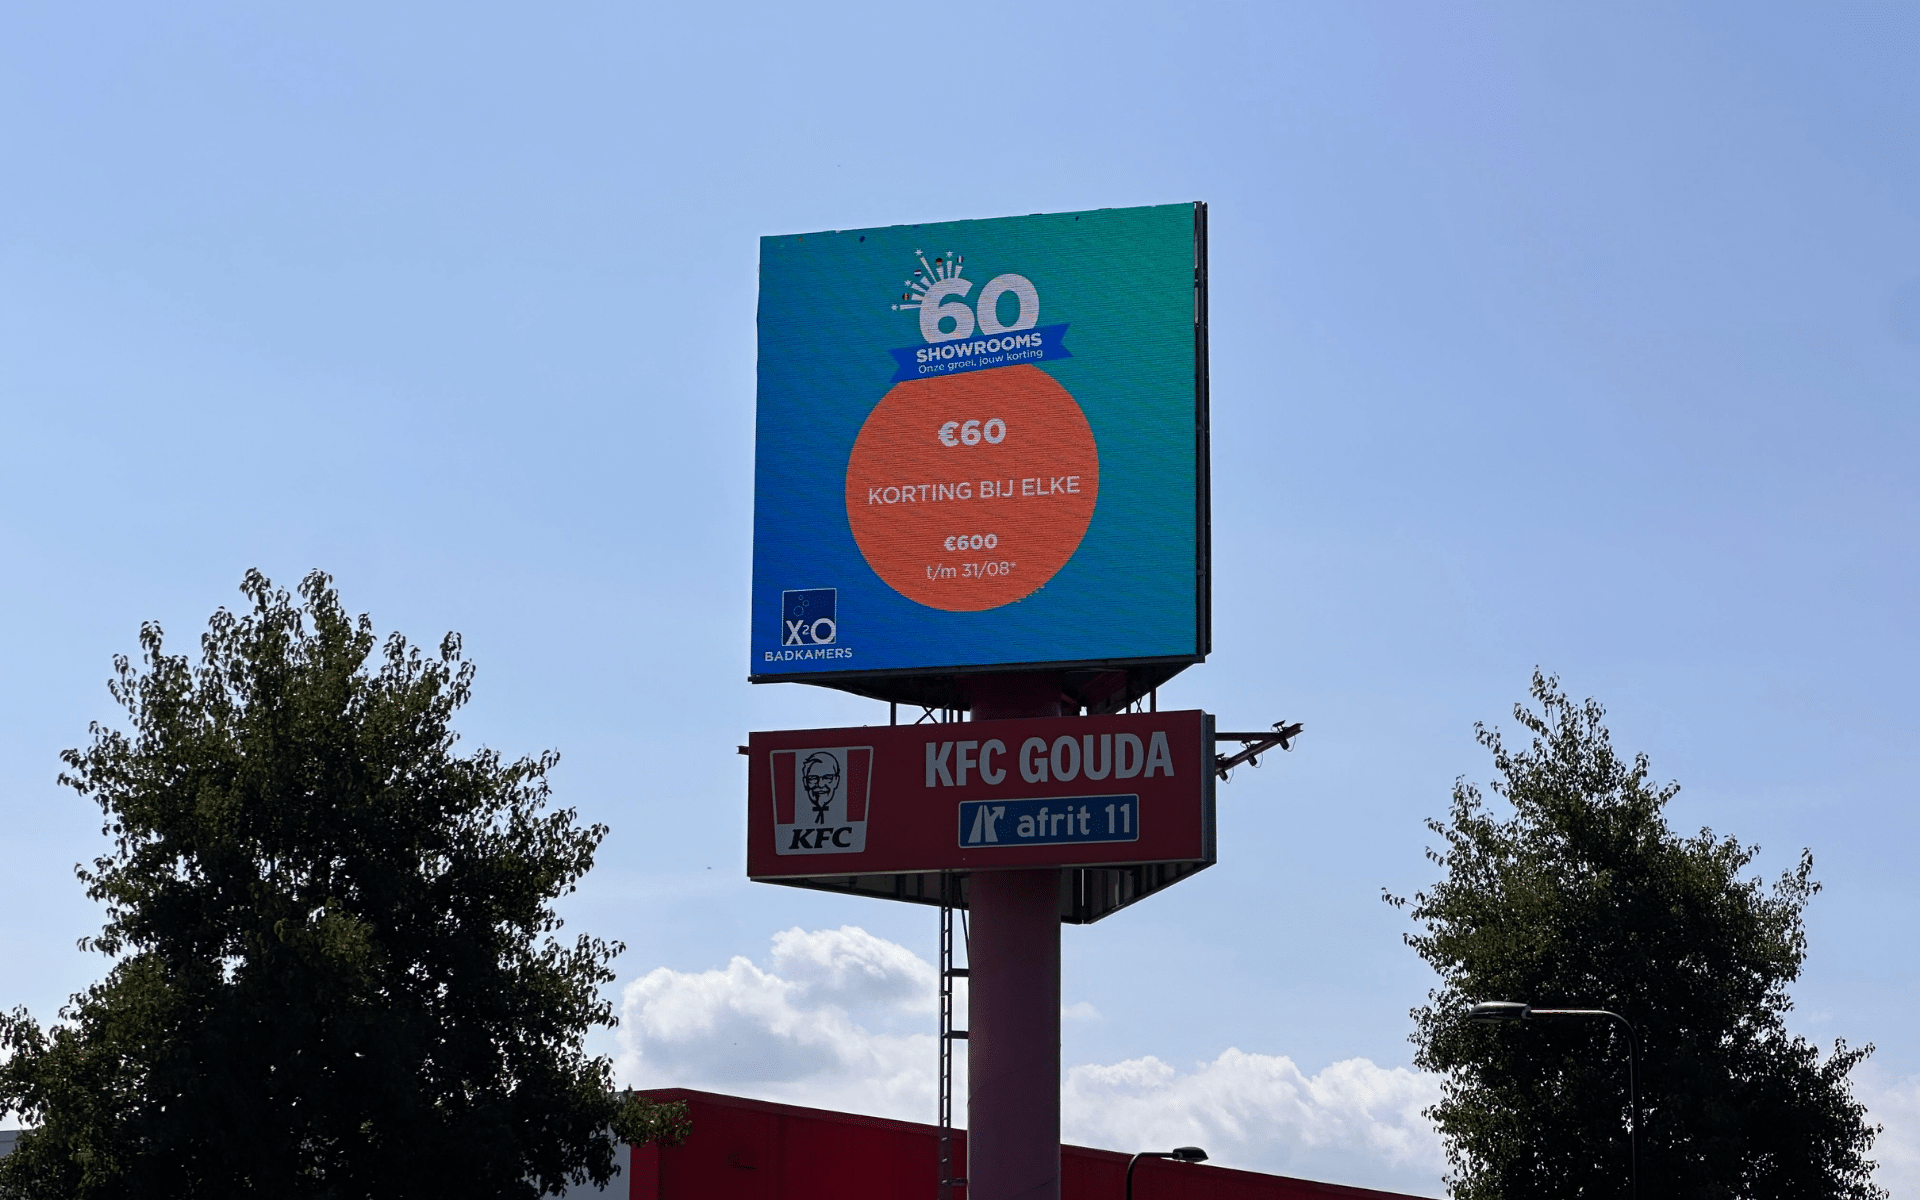 60
SHOWROOMS
Onze groei, jouw korting
€60
KORTING BIJ ELKE
€600
t/m 31/08*
X²O
BADKAMERS
KFC GOUDA
afrit 11
KFC